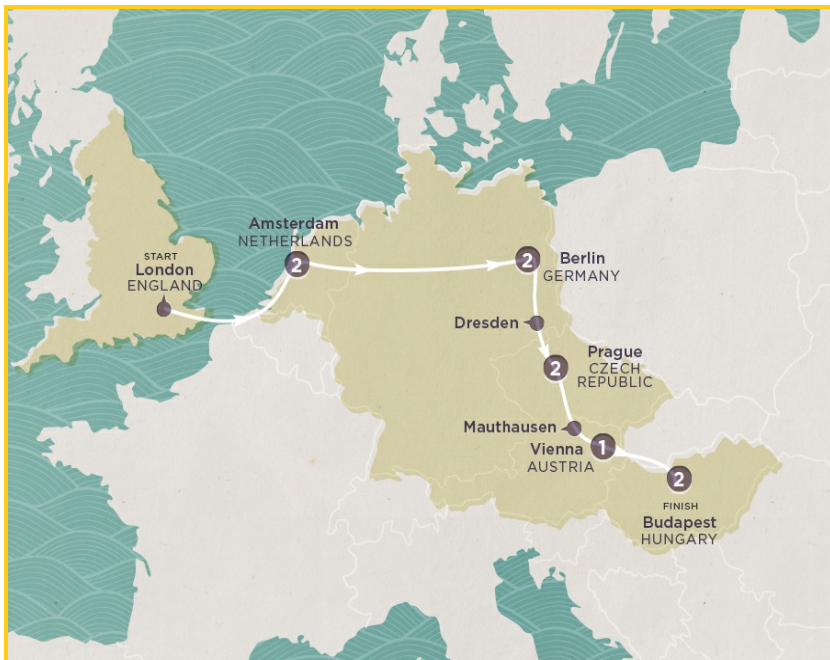 START
London
ENGLAND
Amsterdam
NETHERLANDS
2
2
Berlin
GERMANY
Dresden
2
Prague
CZECH
REPUBLIC
Mauthausen
Vienna
AUSTRIA
1
2
FINISH
Budapest
HUNGARY